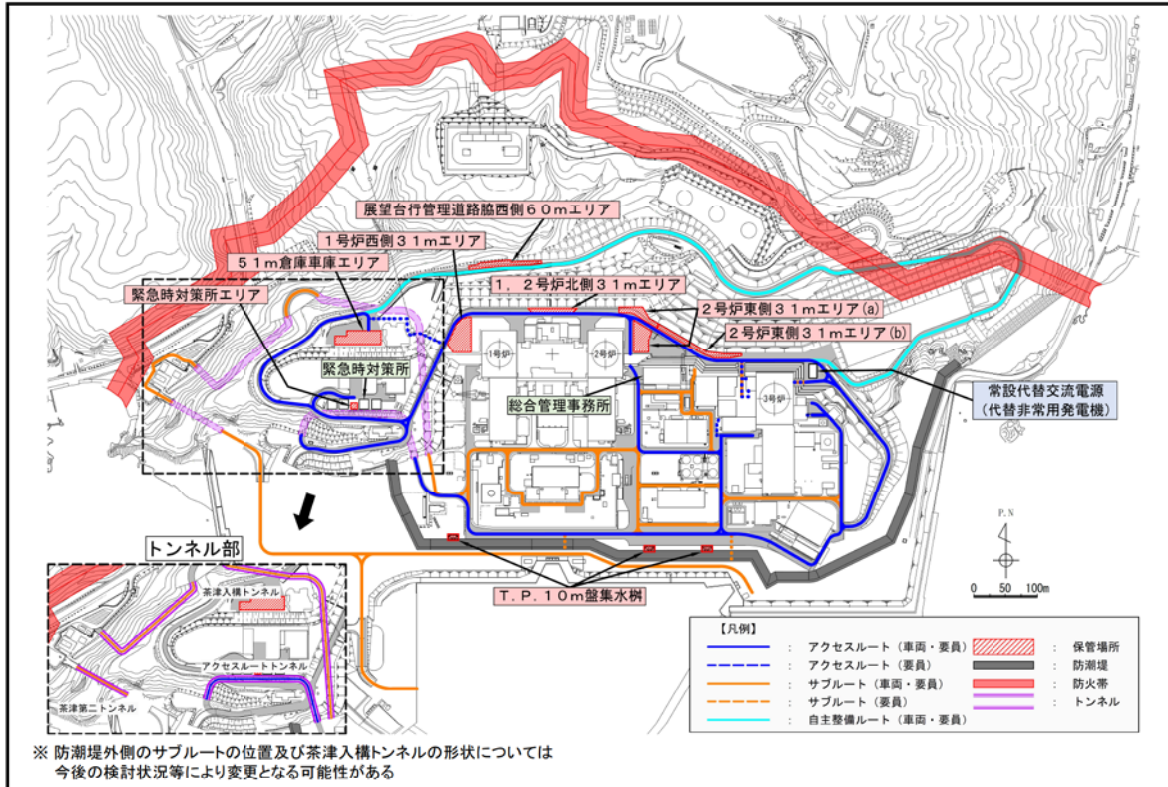 展望台行管理道路脇西側60mエリア
1号炉西側31mエリア
51m倉庫車庫エリア
緊急時対策所エリア
1,2号炉北側31mエリア
2号炉東側31mエリア(a)
2号炉東側31mエリア(b)
緊急時対策所
1号炉
2号炉
3号炉
総合管理事務所
常設代替交流電源
(代替非常用発電機)
トンネル部
茶津入構トンネル
アクセスルートトンネル
茶津第二トンネル
T.P.10m盤集水桝
P.N
0 50 100m
【凡例】
: アクセスルート(車両・要員)
: アクセスルート(要員)
: サブルート(車両・要員)
: サブルート(要員)
: 自主整備ルート(車両・要員)
: 保管場所
: 防潮堤
: 防火帯
: トンネル
※ 防潮堤外側のサブルートの位置及び茶津入構トンネルの形状については
今後の検討状況等により変更となる可能性がある